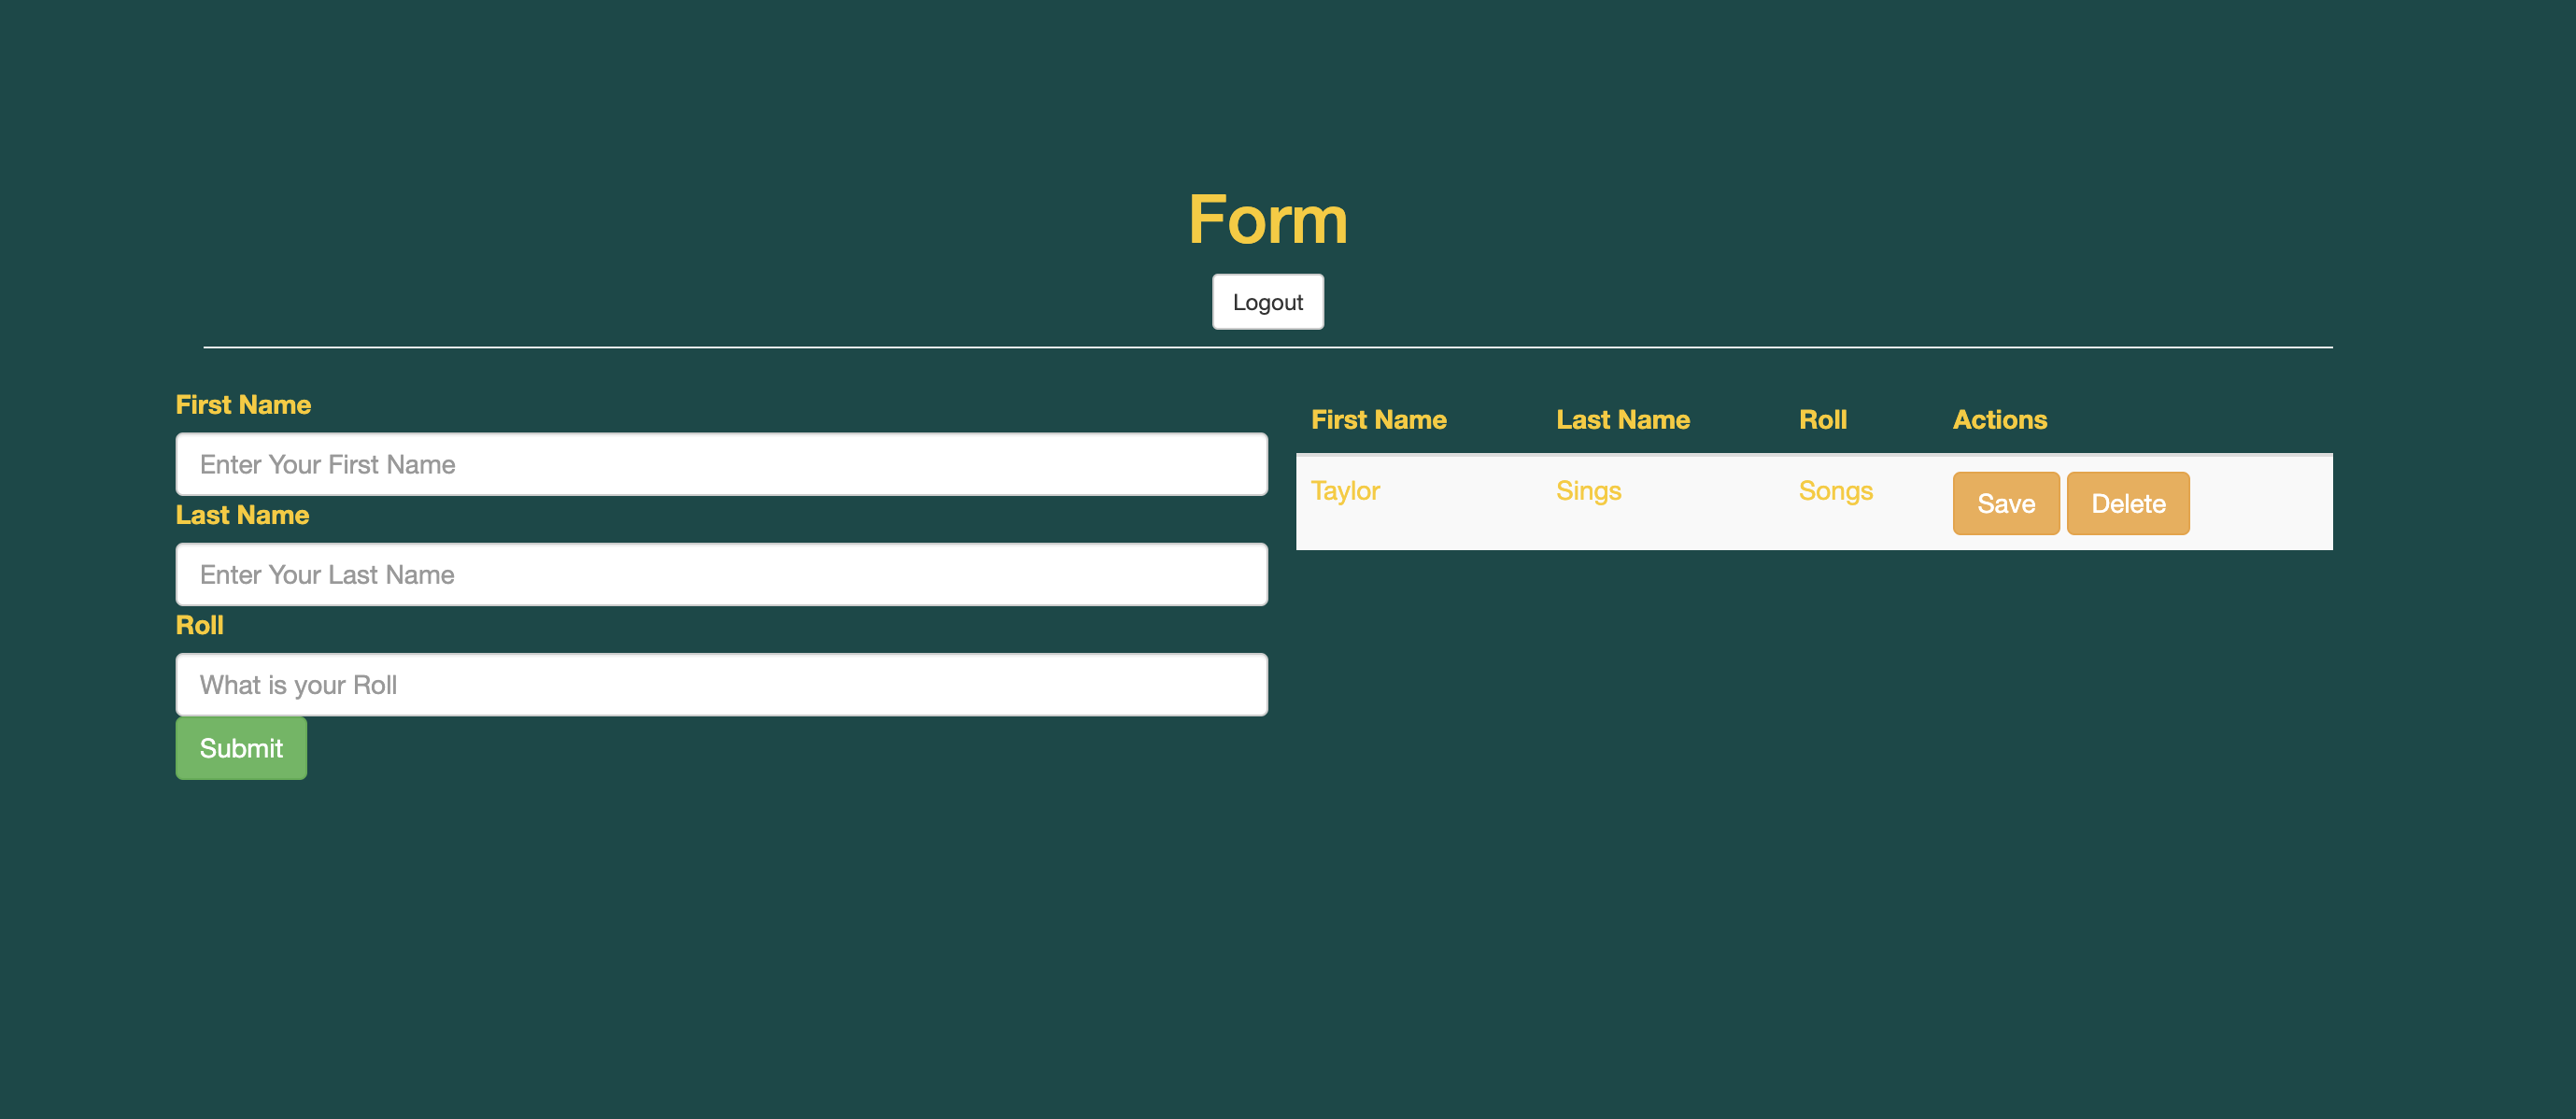 Form
Logout
First Name
Enter Your First Name
Last Name
Enter Your Last Name
Roll
What is your Roll
Submit
First Name Last Name Roll Actions
Taylor Sings Songs Save Delete